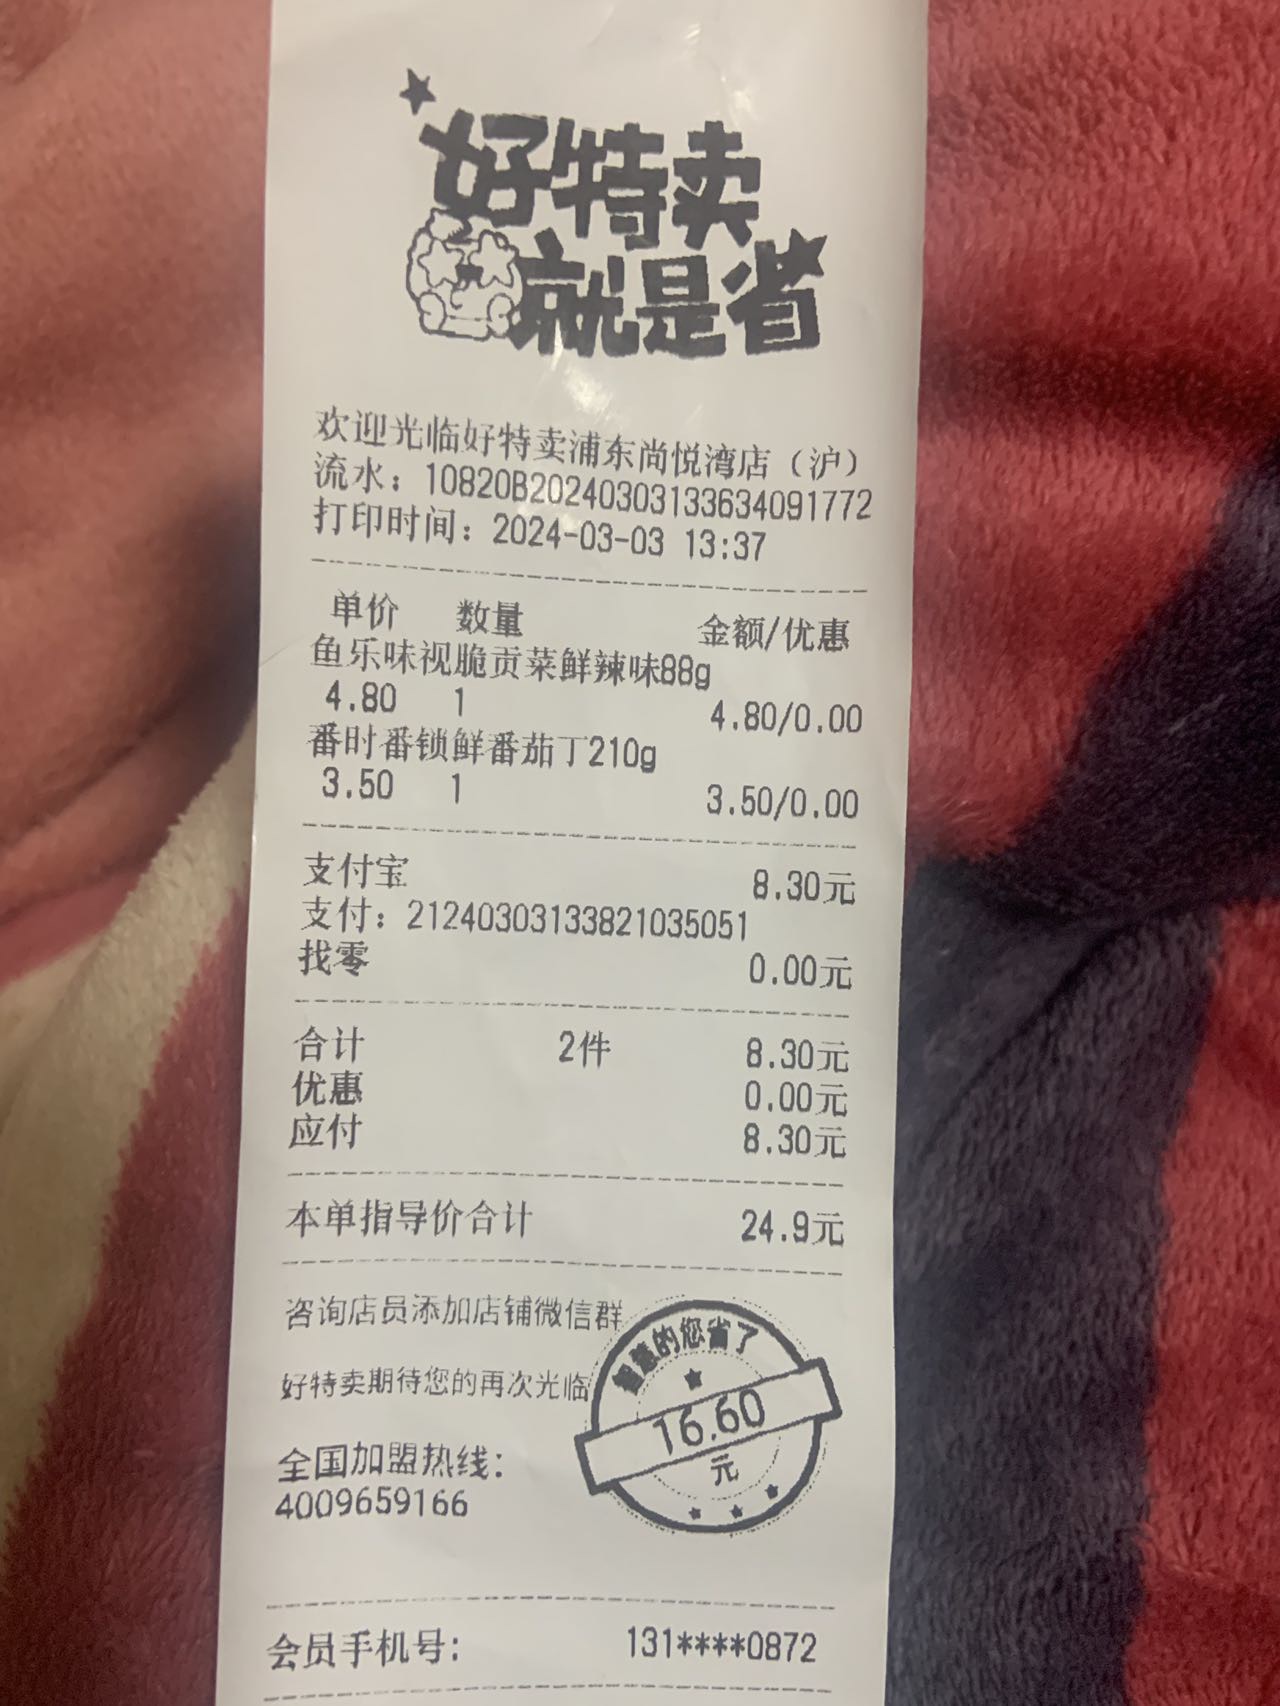 好特卖
就是省
欢迎光临好特卖浦东尚悦湾店（沪）
流水：10820B20240303133634091772
打印时间：2024-03-03 13:37
单价 数量 金额/优惠
鱼乐味视脆贡菜鲜辣味88g
4.80 1 4.80/0.00
番时番锁鲜番茄丁210g
3.50 1 3.50/0.00
支付宝 8.30元
支付：21240303133821035051
找零 0.00元
合计 2件 8.30元
优惠 0.00元
应付 8.30元
本单指导价合计 24.9元
咨询店员添加店铺微信群
好特卖期待您的再次光临
智慧的您省了
16.60
元
全国加盟热线：
4009659166
会员手机号： 131****0872